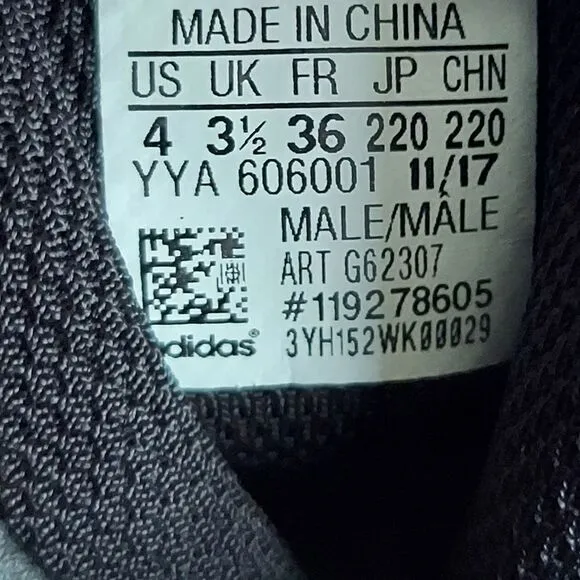 MADE IN CHINA
US UK FR JP CHN
4 3½ 36 220 220
YYA 606001 11/17
MALE/MÂLE
ART G62307
#119278605
adidas® 3YH152WK00029